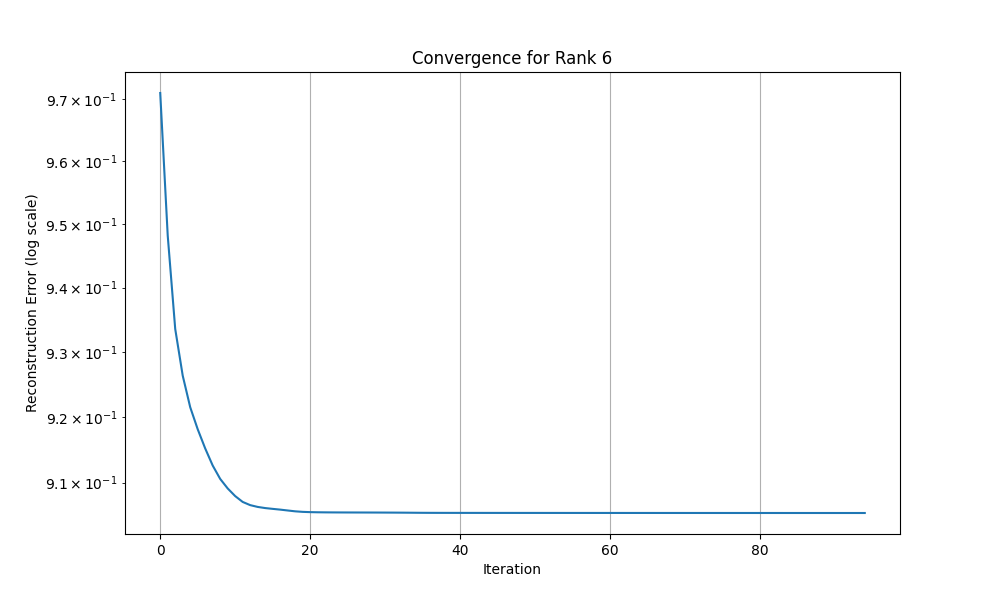 Convergence for Rank 6
Reconstruction Error (log scale)
9.7 × 10⁻¹
9.6 × 10⁻¹
9.5 × 10⁻¹
9.4 × 10⁻¹
9.3 × 10⁻¹
9.2 × 10⁻¹
9.1 × 10⁻¹
0 20 40 60 80
Iteration